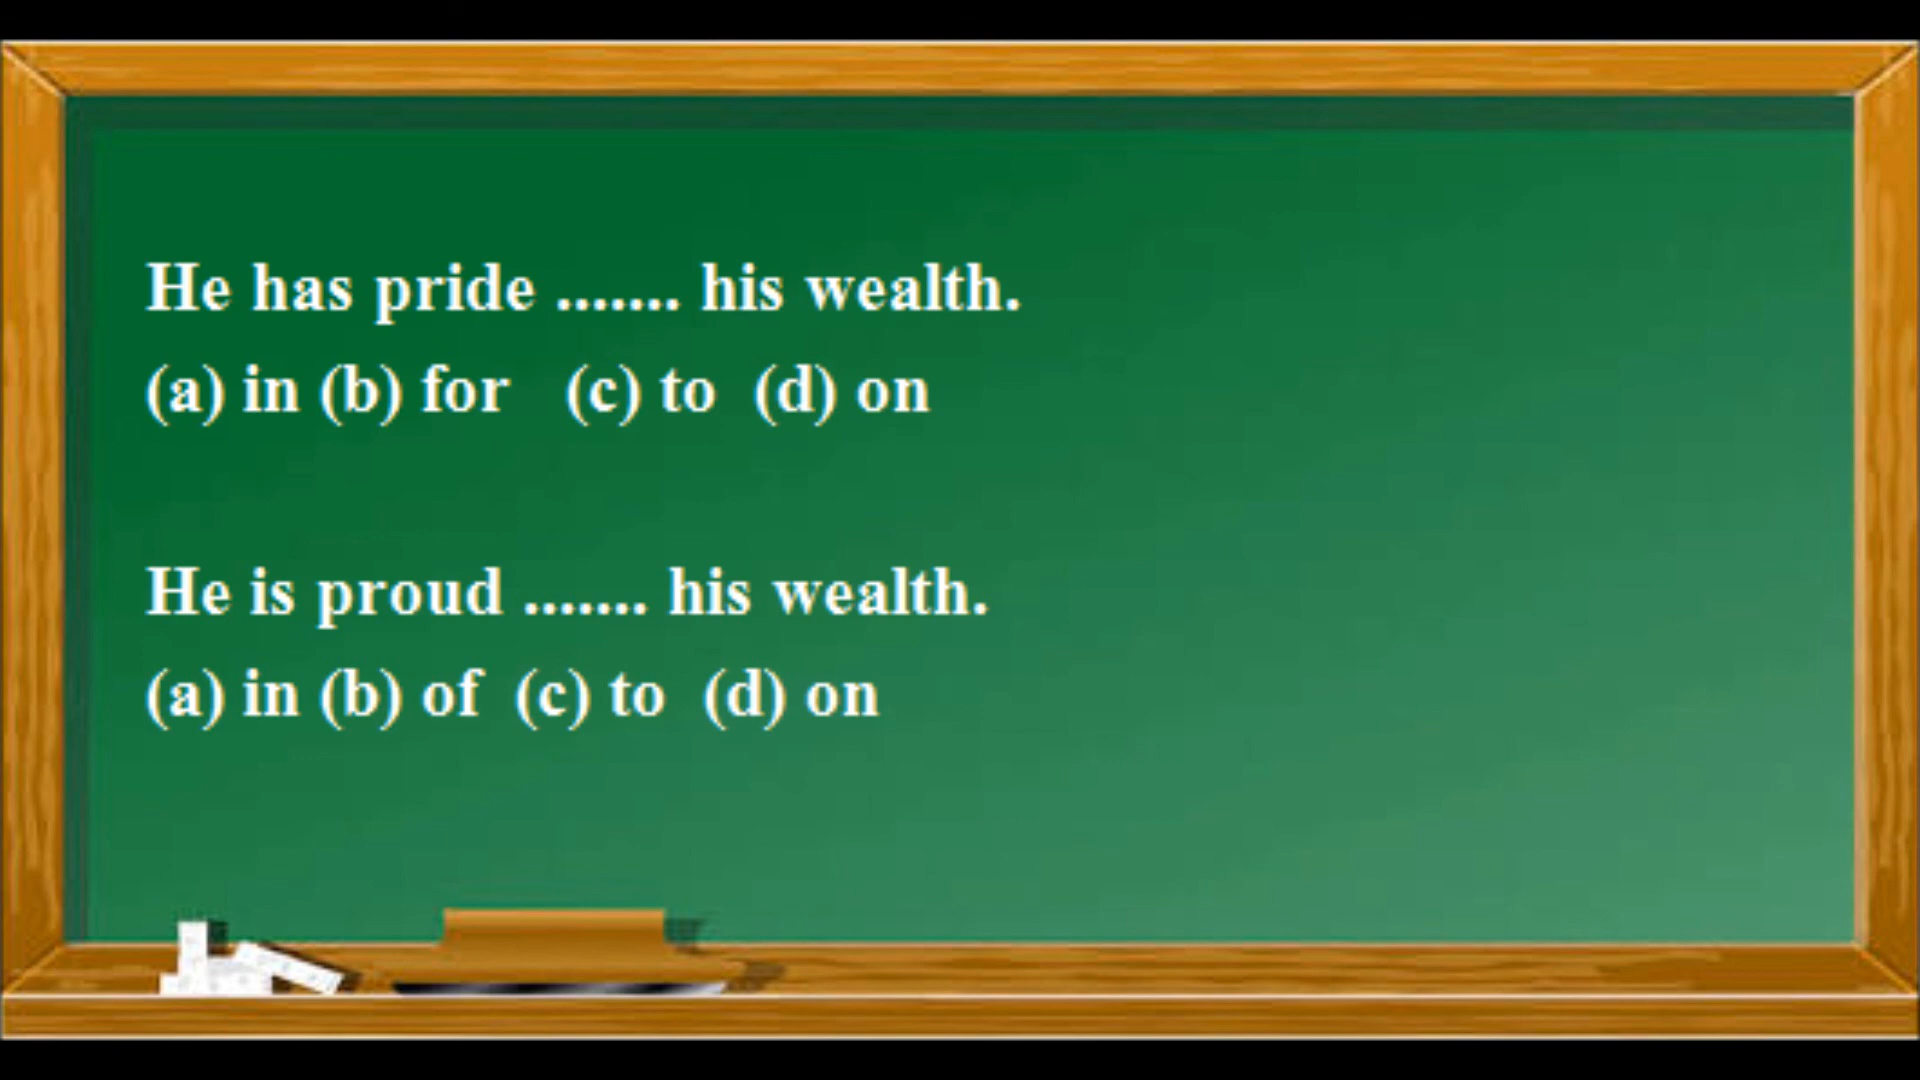 He has pride ....... his wealth.
(a) in (b) for (c) to (d) on
He is proud ....... his wealth.
(a) in (b) of (c) to (d) on